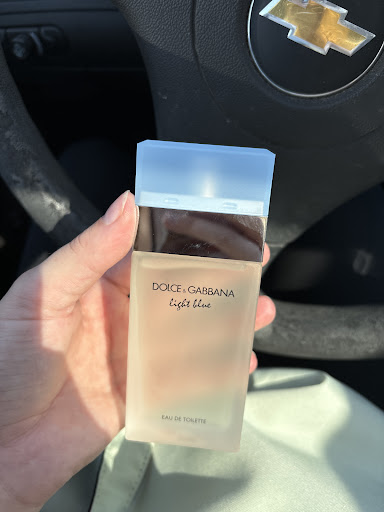 DOLCE & GABBANA
light blue
EAU DE TOILETTE